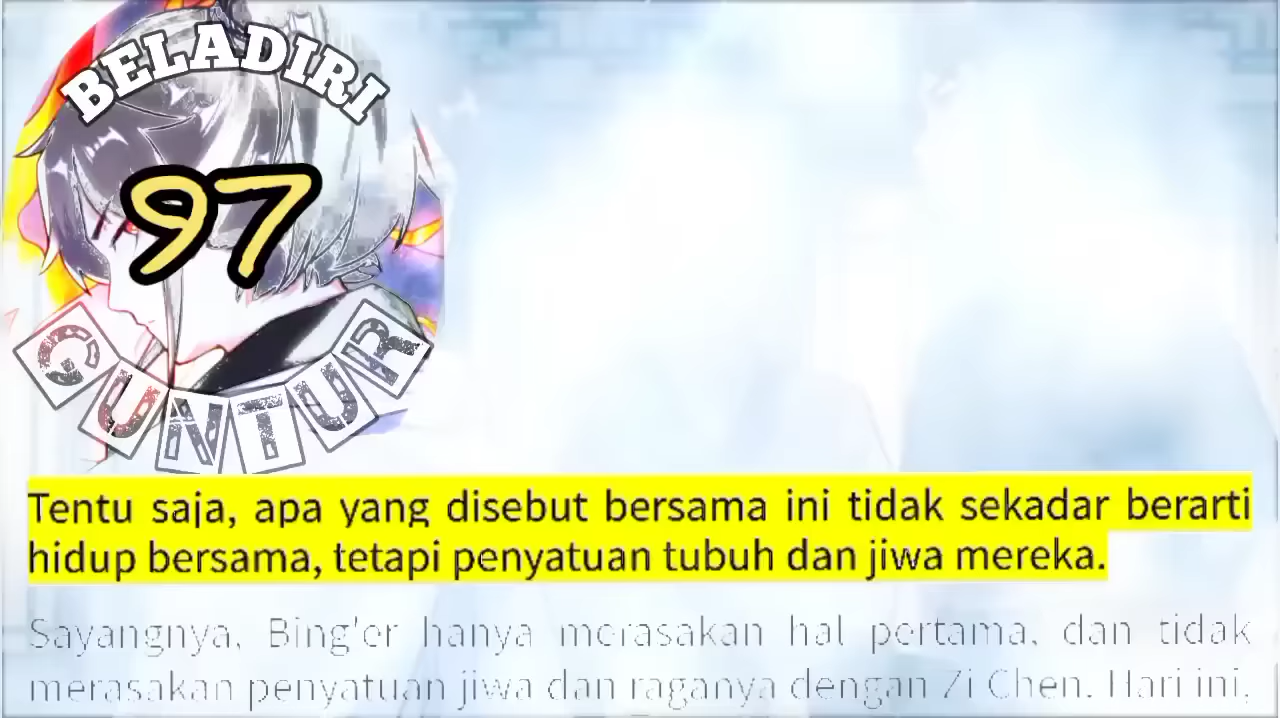 BELADIRI
97
GUNTUR
Tentu saja, apa yang disebut bersama ini tidak sekadar berarti
hidup bersama, tetapi penyatuan tubuh dan jiwa mereka.
Sayangnya, Bing'er hanya merasakan hal pertama, dan tidak
merasakan penyatuan jiwa dan raganya dengan Zi Chen. Hari ini,